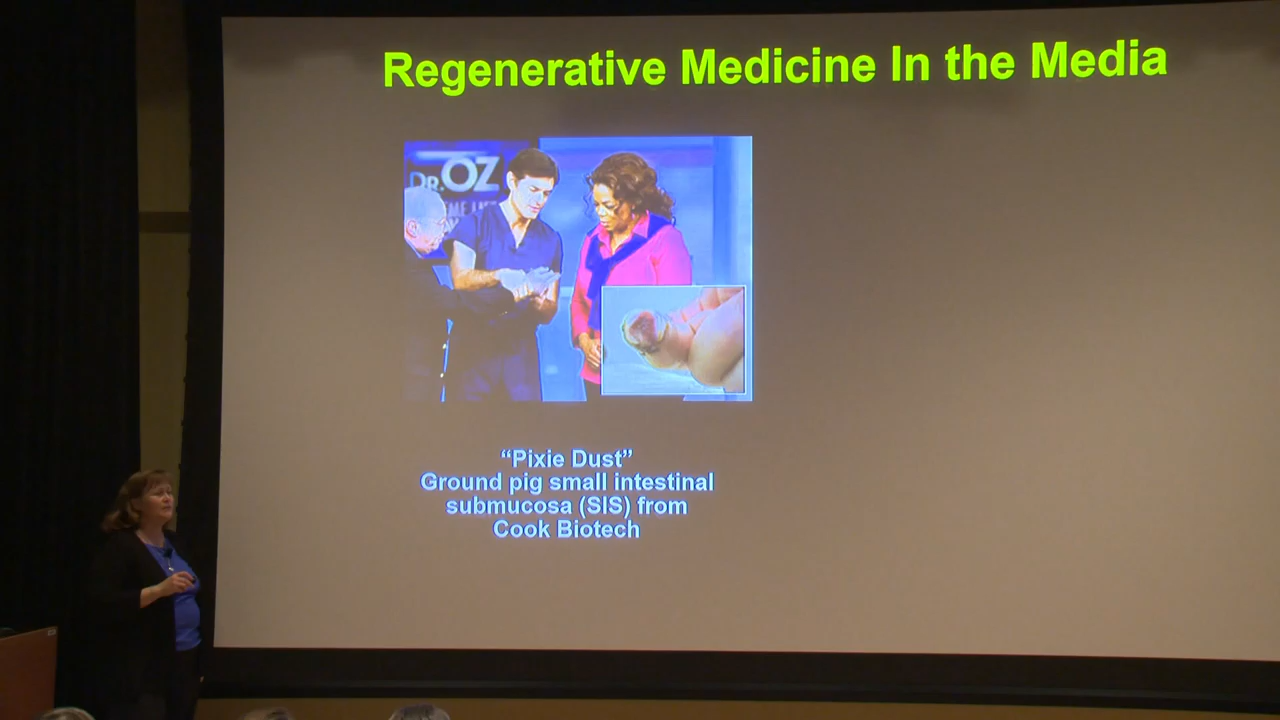 Regenerative Medicine In the Media
DR. OZ
“Pixie Dust”
Ground pig small intestinal
submucosa (SIS) from
Cook Biotech